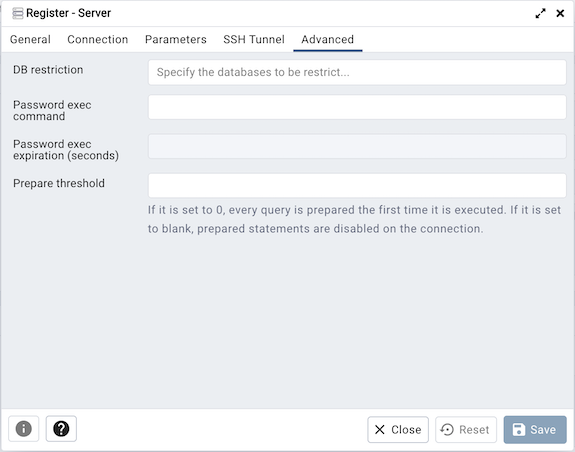 Register - Server
General Connection Parameters SSH Tunnel Advanced
DB restriction
Specify the databases to be restrict...
Password exec
command
Password exec
expiration (seconds)
Prepare threshold
If it is set to 0, every query is prepared the first time it is executed. If it is set
to blank, prepared statements are disabled on the connection.
Close Reset Save